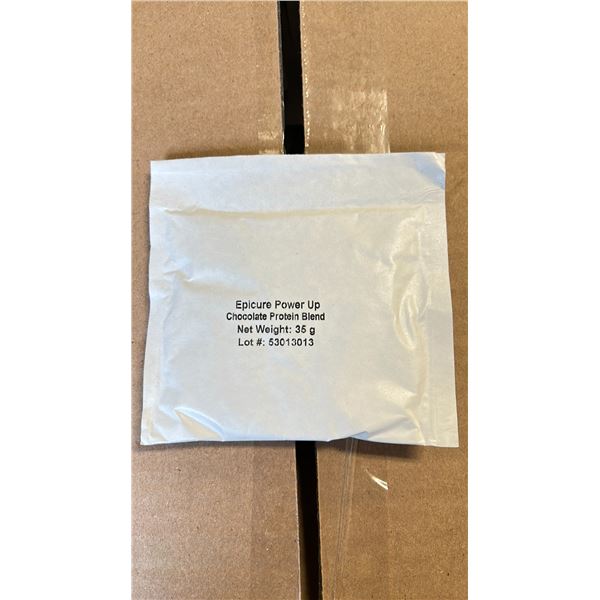 Epicure Power Up
Chocolate Protein Blend
Net Weight: 35 g
Lot #: 53013013